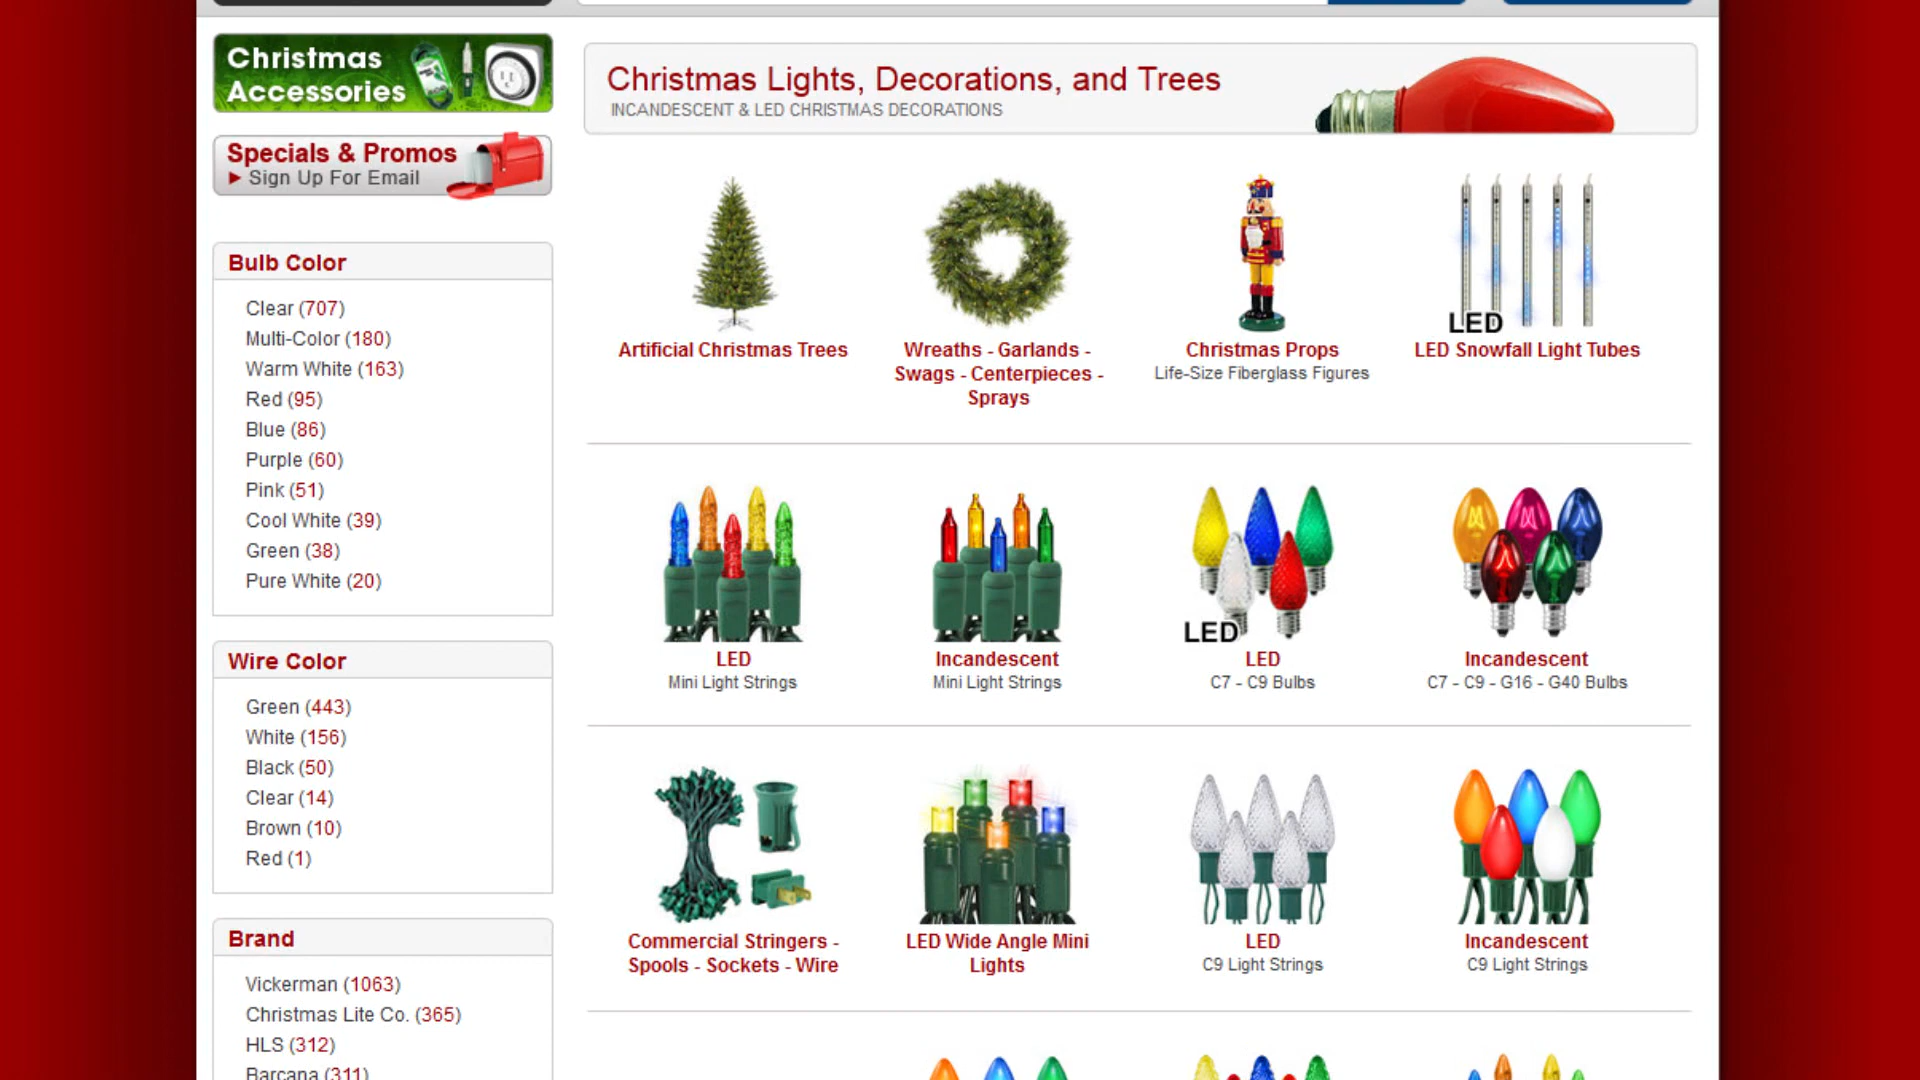 Christmas
Accessories
Specials & Promos
► Sign Up For Email
Bulb Color
Clear (707)
Multi-Color (180)
Warm White (163)
Red (95)
Blue (86)
Purple (60)
Pink (51)
Cool White (39)
Green (38)
Pure White (20)
Wire Color
Green (443)
White (156)
Black (50)
Clear (14)
Brown (10)
Red (1)
Brand
Vickerman (1063)
Christmas Lite Co. (365)
HLS (312)
Barcana (311)
Christmas Lights, Decorations, and Trees
INCANDESCENT & LED CHRISTMAS DECORATIONS
Artificial Christmas Trees
Wreaths - Garlands -
Swags - Centerpieces -
Sprays
Christmas Props
Life-Size Fiberglass Figures
LED
LED Snowfall Light Tubes
LED
Mini Light Strings
Incandescent
Mini Light Strings
LED
LED
C7 - C9 Bulbs
Incandescent
C7 - C9 - G16 - G40 Bulbs
Commercial Stringers -
Spools - Sockets - Wire
LED Wide Angle Mini
Lights
LED
C9 Light Strings
Incandescent
C9 Light Strings